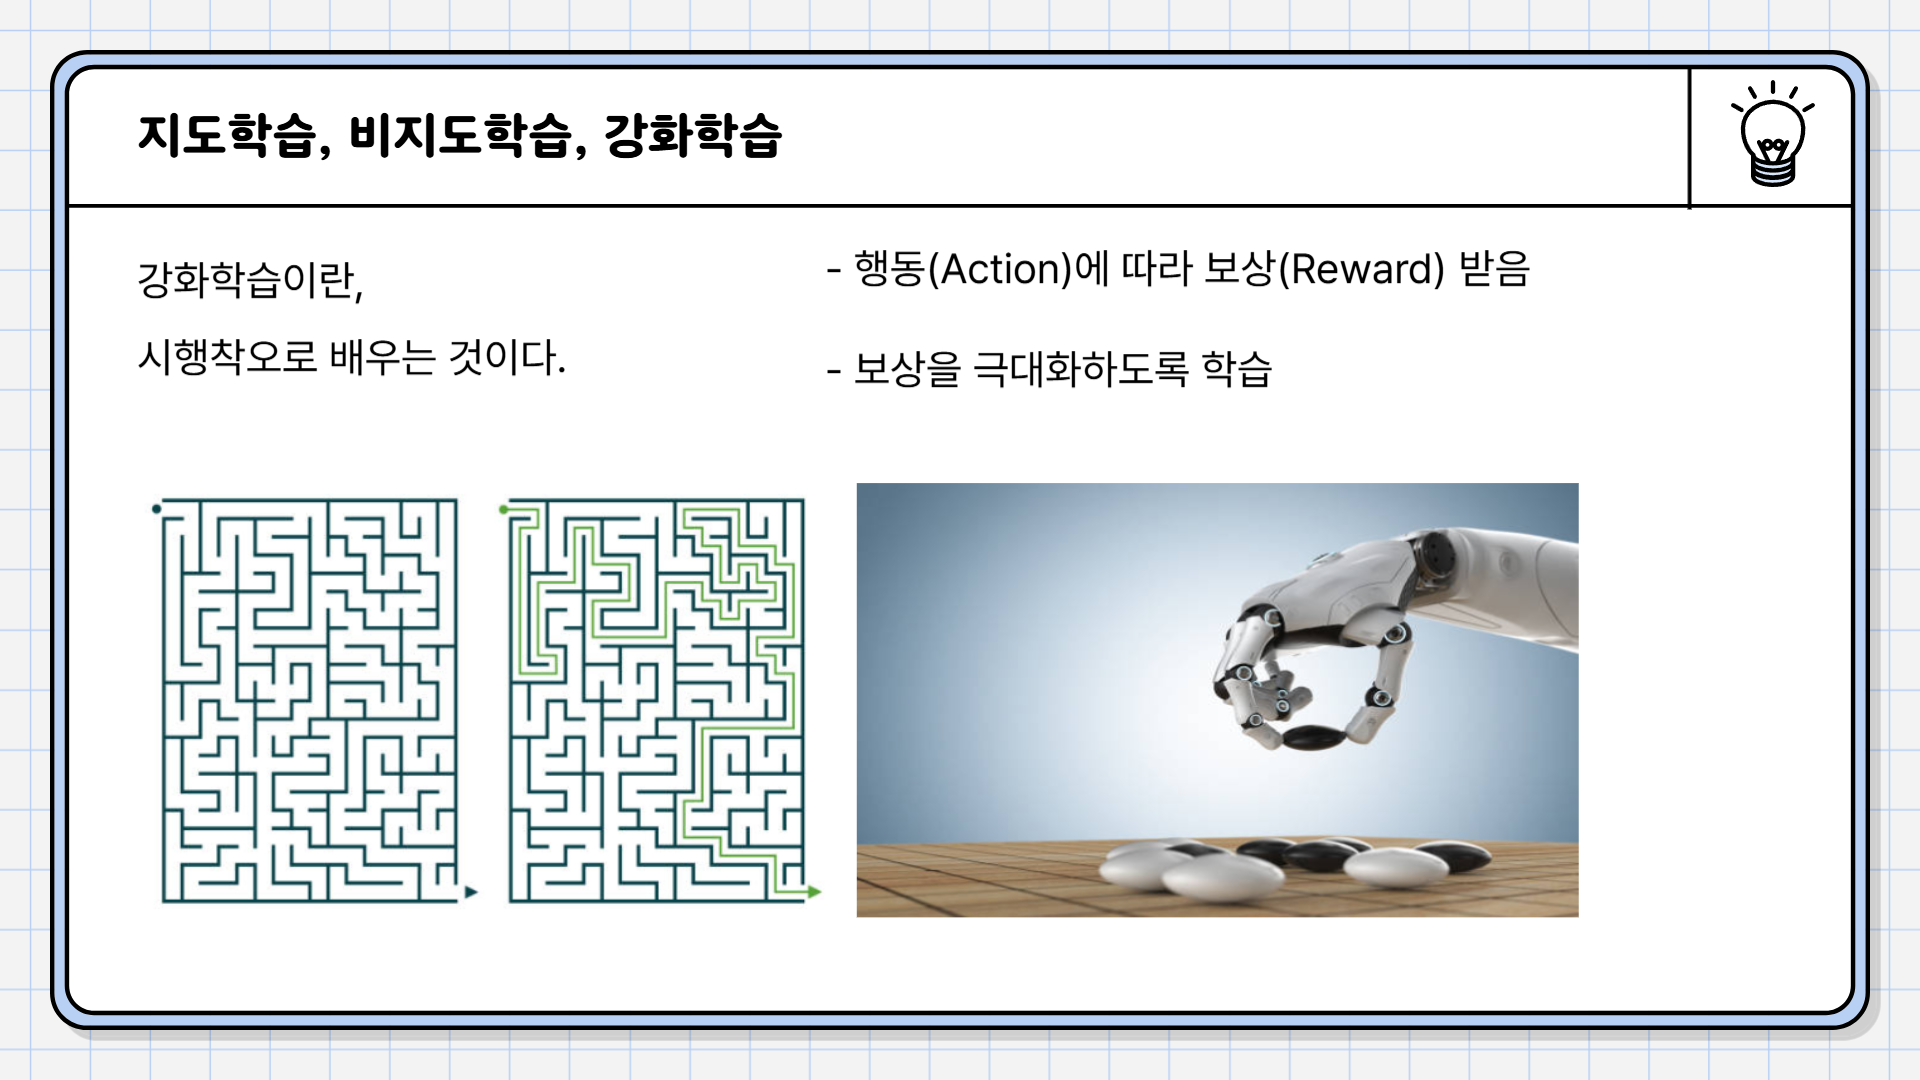 지도학습, 비지도학습, 강화학습
강화학습이란,
시행착오로 배우는 것이다.
- 행동(Action)에 따라 보상(Reward) 받음
- 보상을 극대화하도록 학습